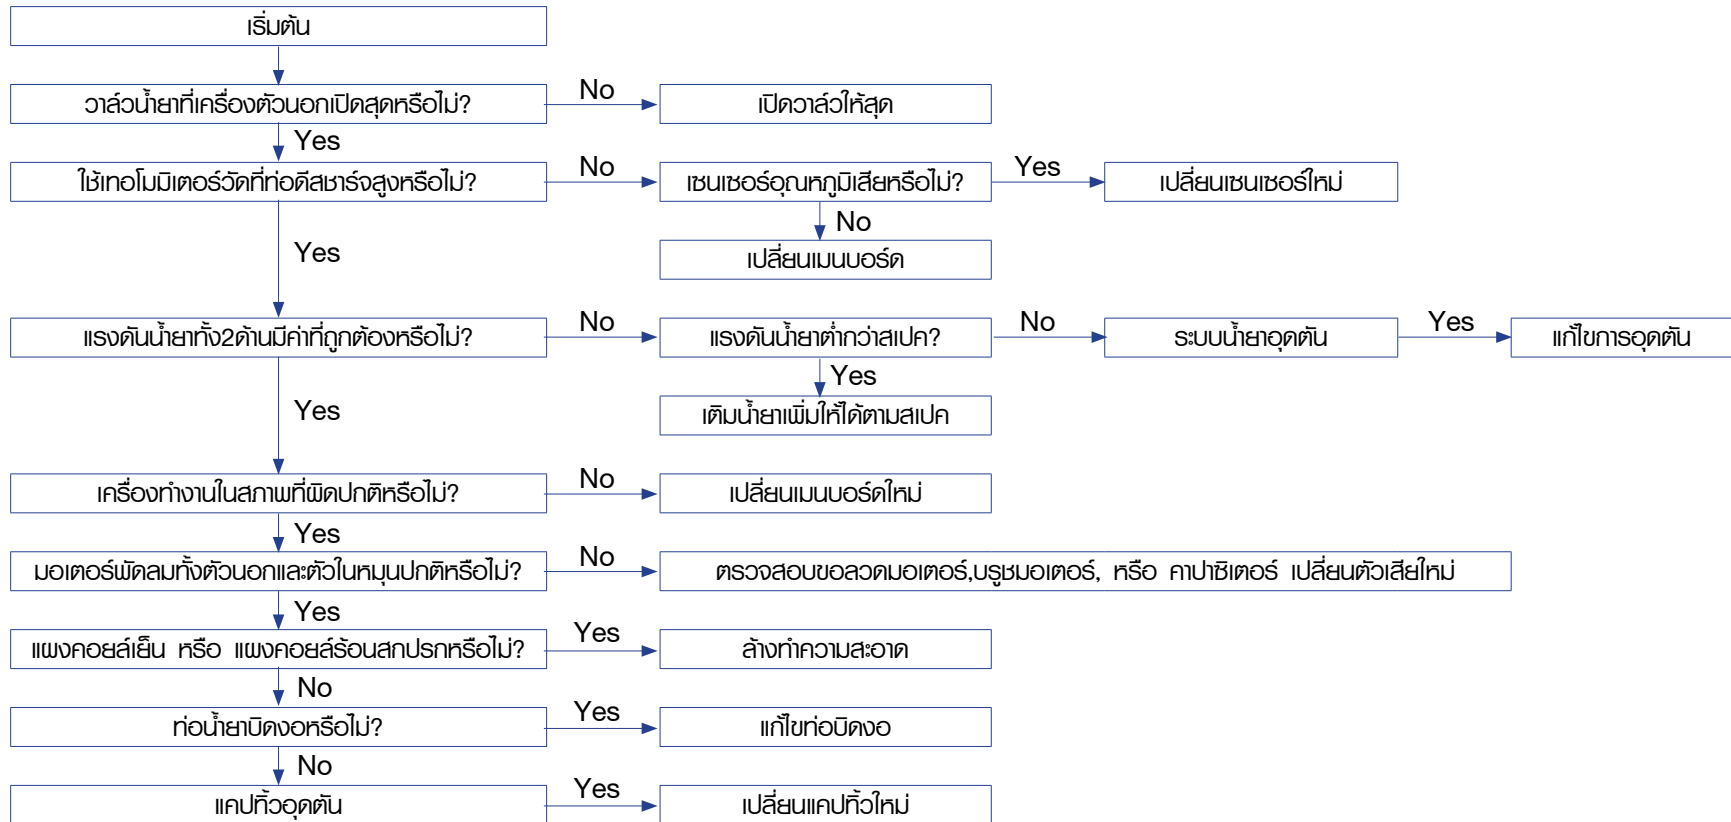 เริ่มต้น
วาล์วน้ำยาที่เครื่องตัวนอกเปิดสุดหรือไม่?
No
เปิดวาล์วให้สุด
Yes
ใช้เทอโมมิเตอร์วัดที่ท่อดีสชาร์จสูงหรือไม่?
No
เซนเซอร์อุณหภูมิเสียหรือไม่?
Yes
เปลี่ยนเซนเซอร์ใหม่
No
Yes
เปลี่ยนเมนบอร์ด
แรงดันน้ำยาทั้ง2ด้านมีค่าที่ถูกต้องหรือไม่?
No
แรงดันน้ำยาต่ำกว่าสเปค?
No
ระบบน้ำยาอุดตัน
Yes
แก้ไขการอุดตัน
Yes
Yes
เติมน้ำยาเพิ่มให้ได้ตามสเปค
เครื่องทำงานในสภาพที่ผิดปกติหรือไม่?
No
เปลี่ยนเมนบอร์ดใหม่
Yes
มอเตอร์พัดลมทั้งตัวนอกและตัวในหมุนปกติหรือไม่?
No
ตรวจสอบขอลวดมอเตอร์,บรูชมอเตอร์, หรือ คาปาซิเตอร์ เปลี่ยนตัวเสียใหม่
Yes
แผงคอยล์เย็น หรือ แผงคอยล์ร้อนสกปรกหรือไม่?
Yes
ล้างทำความสะอาด
No
ท่อน้ำยาบิดงอหรือไม่?
Yes
แก้ไขท่อบิดงอ
No
แคปทิ้วอุดตัน
Yes
เปลี่ยนแคปทิ้วใหม่